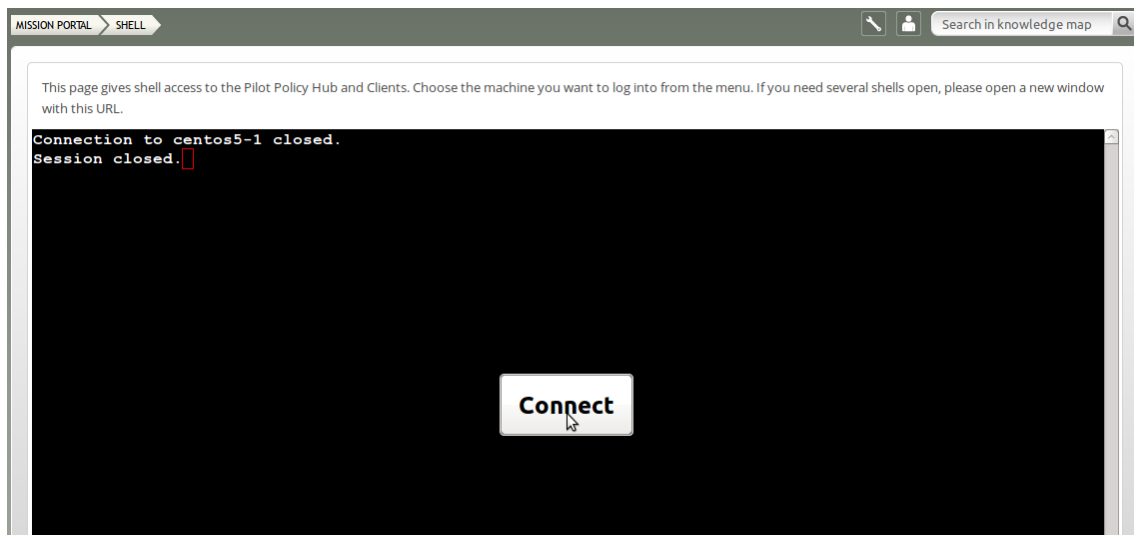 MISSION PORTAL SHELL Search in knowledge map
This page gives shell access to the Pilot Policy Hub and Clients. Choose the machine you want to log into from the menu. If you need several shells open, please open a new window
with this URL.
Connection to centos5-1 closed.
Session closed.
Connect